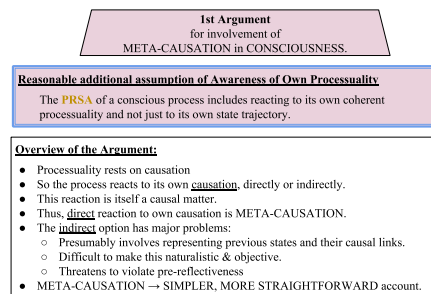 1st Argument
for involvement of
META-CAUSATION in CONSCIOUSNESS.
Reasonable additional assumption of Awareness of Own Processuality
The PRSA of a conscious process includes reacting to its own coherent
processuality and not just to its own state trajectory.
Overview of the Argument:
● Processuality rests on causation
● So the process reacts to its own causation, directly or indirectly.
● This reaction is itself a causal matter.
● Thus, direct reaction to own causation is META-CAUSATION.
● The indirect option has major problems:
○ Presumably involves representing previous states and their causal links.
○ Difficult to make this naturalistic & objective.
○ Threatens to violate pre-reflectiveness
● META-CAUSATION → SIMPLER, MORE STRAIGHTFORWARD account.